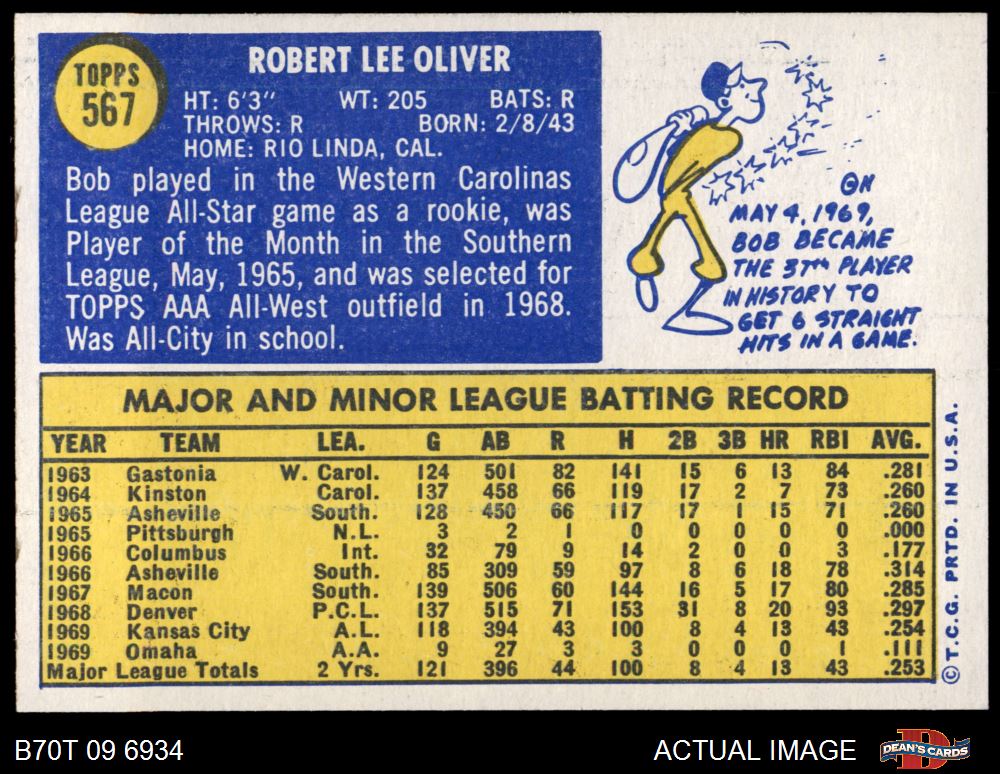 TOPPS
567
ROBERT LEE OLIVER
HT: 6'3" WT: 205 BATS: R
THROWS: R BORN: 2/8/43
HOME: RIO LINDA, CAL.
Bob played in the Western Carolinas
League All-Star game as a rookie, was
Player of the Month in the Southern
League, May, 1965, and was selected for
TOPPS AAA All-West outfield in 1968.
Was All-City in school.
ON
MAY 4, 1969,
BOB BECAME
THE 37TH PLAYER
IN HISTORY TO
GET 6 STRAIGHT
HITS IN A GAME.
MAJOR AND MINOR LEAGUE BATTING RECORD
YEAR TEAM LEA. G AB R H 2B 3B HR RBI AVG.
1963 Gastonia W. Carol. 124 501 82 141 15 6 13 84 .281
1964 Kinston Carol. 137 458 66 119 17 2 7 73 .260
1965 Asheville South. 128 450 66 117 17 1 15 71 .260
1965 Pittsburgh N.L. 3 2 1 0 0 0 0 0 .000
1966 Columbus Int. 32 79 9 14 2 0 0 3 .177
1966 Asheville South. 85 309 59 97 8 6 18 78 .314
1967 Macon South. 139 506 60 144 16 5 17 80 .285
1968 Denver P.C.L. 137 515 71 153 31 8 20 93 .297
1969 Kansas City A.L. 118 394 43 100 8 4 13 43 .254
1969 Omaha A.A. 9 27 3 3 0 0 0 1 .111
Major League Totals 2 Yrs. 121 396 44 100 8 4 13 43 .253
© T.C.G. PRTD. IN U.S.A.
B70T 09 6934
ACTUAL IMAGE
D
DEAN'S CARDS